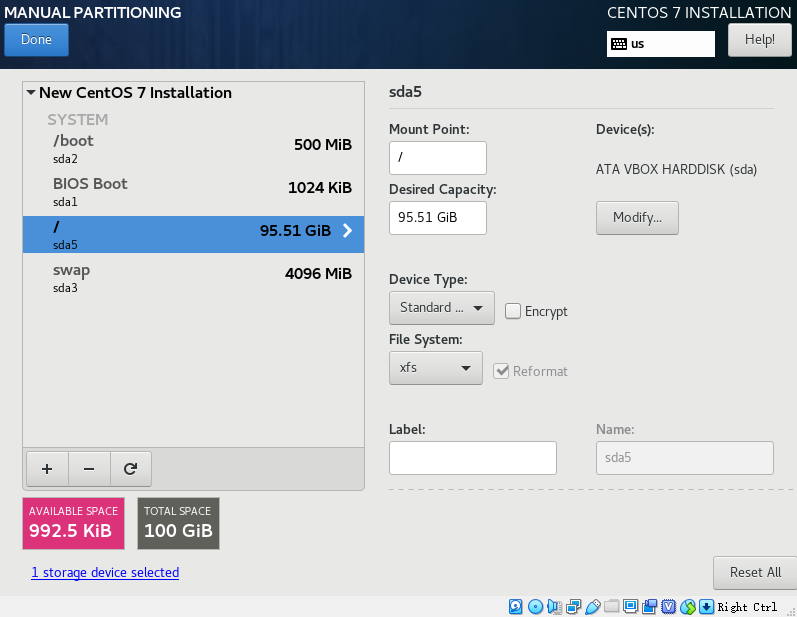 MANUAL PARTITIONING
CENTOS 7 INSTALLATION
Done
us
Help!
New CentOS 7 Installation
SYSTEM
/boot
500 MiB
sda2
BIOS Boot
1024 KiB
sda1
/
95.51 GiB
sda5
swap
4096 MiB
sda3
+ −
AVAILABLE SPACE
992.5 KiB
TOTAL SPACE
100 GiB
1 storage device selected
sda5
Mount Point:
/
Desired Capacity:
95.51 GiB
Device(s):
ATA VBOX HARDDISK (sda)
Modify...
Device Type:
Standard ...
Encrypt
File System:
xfs
Reformat
Label:
Name:
sda5
Reset All
Right Ctrl